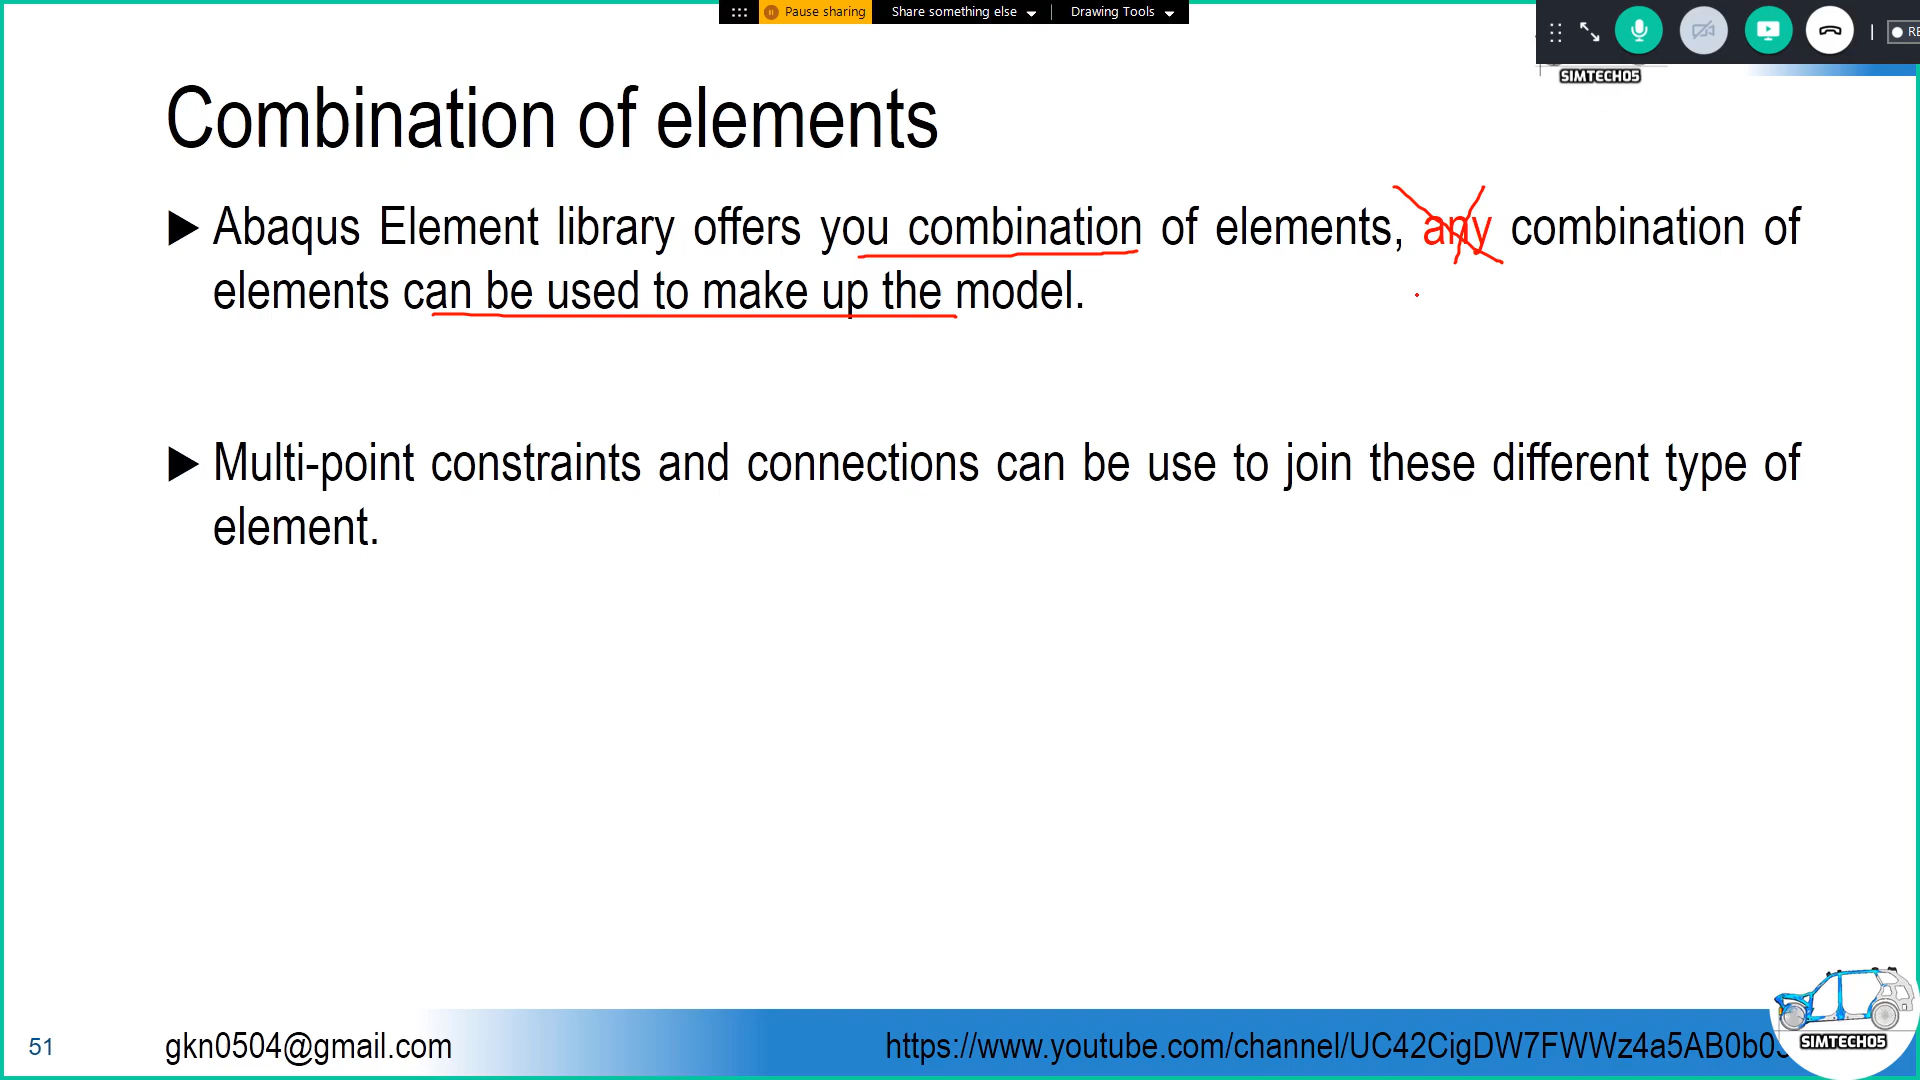 Pause sharing Share something else Drawing Tools
SIMTECH05
Combination of elements
Abaqus Element library offers you combination of elements, any combination of
elements can be used to make up the model.
Multi-point constraints and connections can be use to join these different type of
element.
51 gkn0504@gmail.com https://www.youtube.com/channel/UC42CigDW7FWWz4a5AB0b0
SIMTECH05